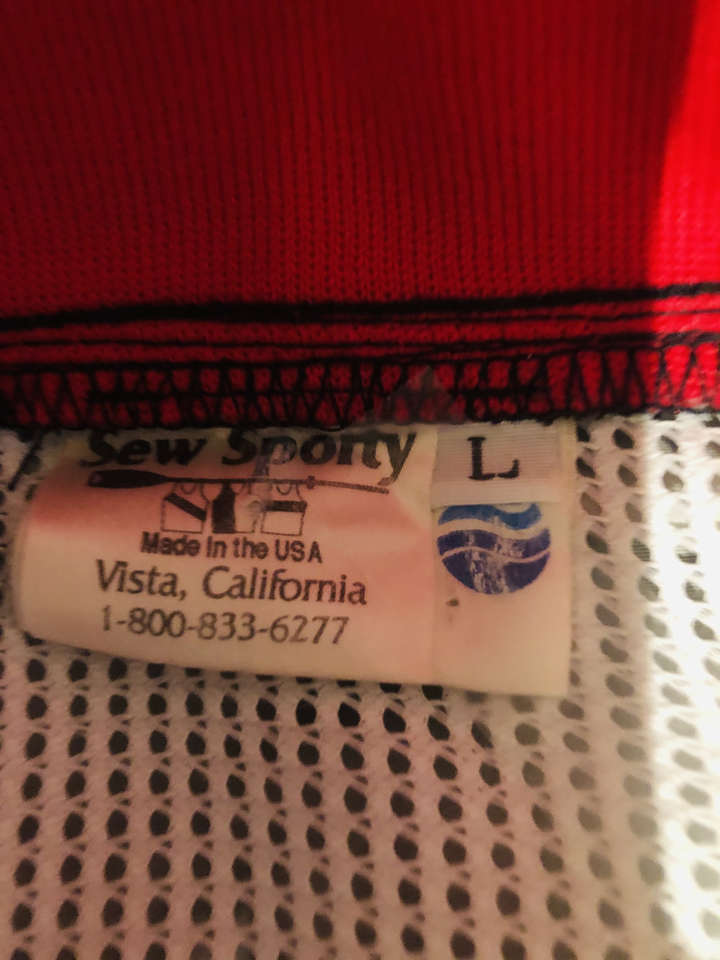 Sew Sporty
L
Made In the USA
Vista, California
1-800-833-6277